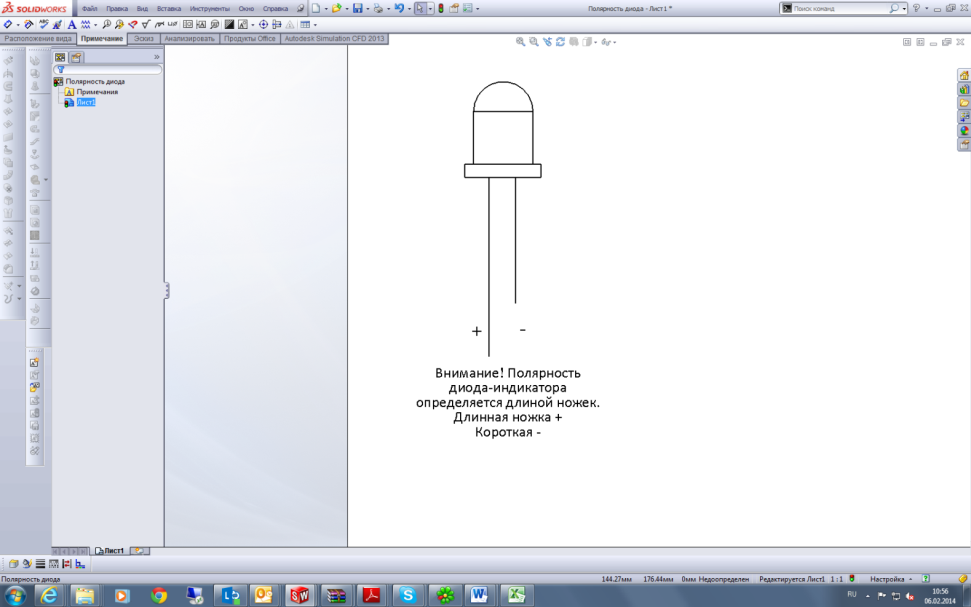 SOLIDWORKS
Файл Правка Вид Вставка Инструменты Окно Справка
Полярность диода - Лист1 *
Поиск команд
Расположение вида Примечание Эскиз Анализировать Продукты Office Autodesk Simulation CFD 2013
Полярность диода
Примечания
Лист1
+ -
Внимание! Полярность
диода-индикатора
определяется длиной ножек.
Длинная ножка +
Короткая -
Лист1
Полярность диода
144.27мм 176.44мм 0мм Недоопределен Редактируется Лист1 1:1 Настройка
RU
10:56
06.02.2014